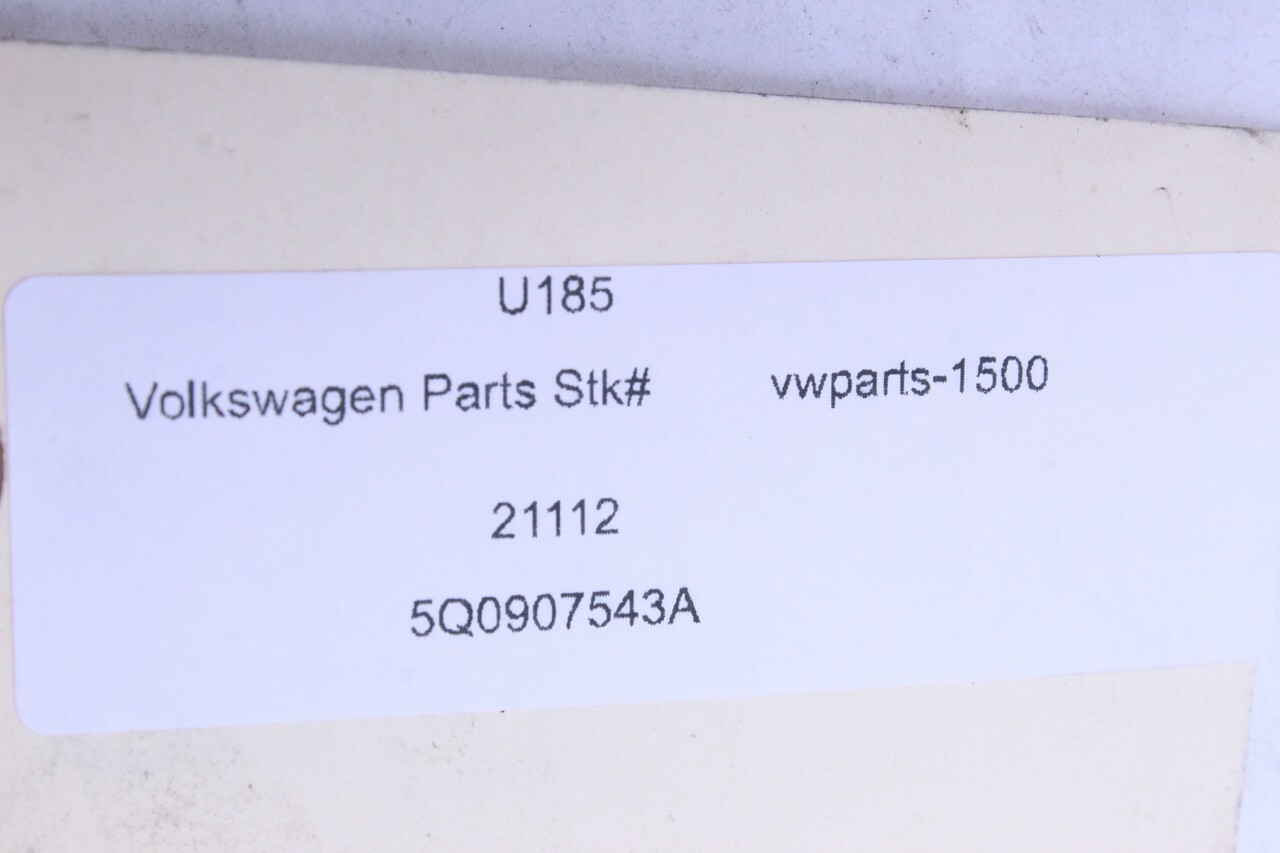 U185
Volkswagen Parts Stk# vwparts-1500
21112
5Q0907543A